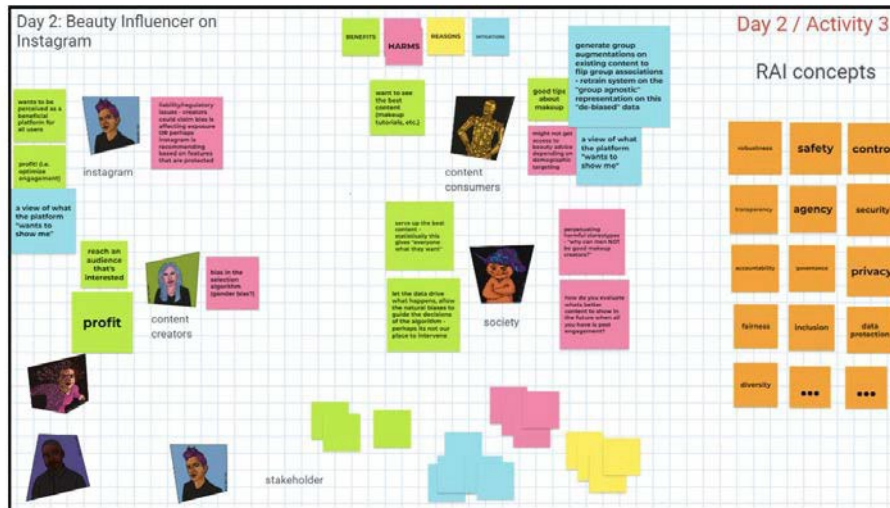 Day 2: Beauty Influencer on
Instagram
BENEFITS
HARMS
REASONS
MITIGATIONS
generate group
augmentations on
existing content to
flip group associations
- retrain system on the
"group agnostic"
representation on this
"de-biased" data
Day 2 / Activity 3
RAI concepts
wants to be
perceived as a
beneficial
platform for
all users
liability/regulatory
issues - creators
could claim bias is
affecting exposure
OR perhaps
instagram is
recommending
based on features
that are protected
profit! (i.e.
optimize
engagement)
instagram
a view of what
the platform
"wants to
show me"
reach an
audience
that's
interested
profit
content
creators
bias in the
selection
algorithm
(gender bias?)
want to see
the best
content
(makeup
tutorials, etc.)
content
consumers
good tips
about
makeup
might not get
access to
beauty advice
depending on
demographic
targeting
a view of what
the platform
"wants to
show me"
serve up the best
content -
statistically this
gives "everyone
what they want"
let the data drive
what happens, allow
the natural biases to
guide the decisions
of the algorithm -
perhaps its not our
place to intervene
society
perpetuating
harmful stereotypes -
"why can men NOT
be good makeup
creators?"
how do you evaluate
whats better
content to show in
the future when all
you have is past
engagement?
stakeholder
robustness
safety
control
transparency
agency
security
accountability
governance
privacy
fairness
inclusion
data
protection
diversity
...
...